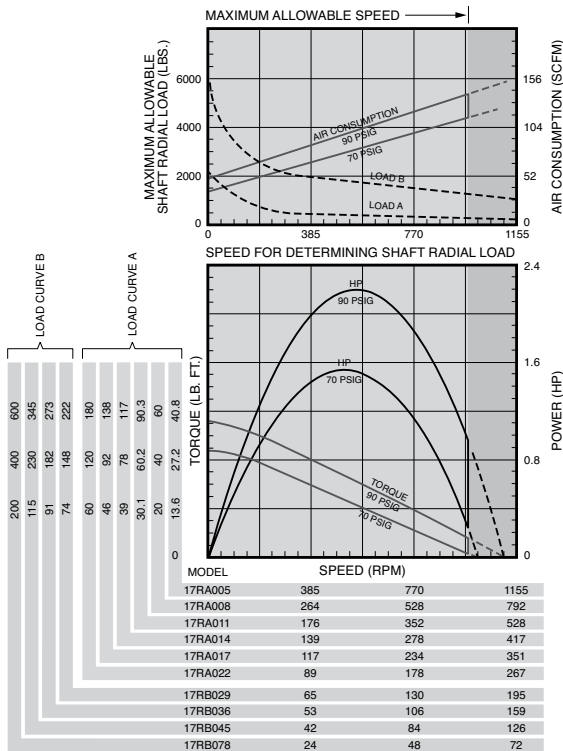 MAXIMUM ALLOWABLE SPEED
MAXIMUM ALLOWABLE
SHAFT RADIAL LOAD (LBS.)
6000
4000
2000
0
AIR CONSUMPTION
90 PSIG
70 PSIG
LOAD B
LOAD A
156
104
52
0
AIR CONSUMPTION (SCFM)
0 385 770 1155
SPEED FOR DETERMINING SHAFT RADIAL LOAD
LOAD CURVE B
LOAD CURVE A
600 345 273 222 180 138 117 90.3 60 40.8
400 230 182 148 120 92 78 60.2 40 27.2
200 115 91 74 60 46 39 30.1 20 13.6
0
TORQUE (LB. FT.)
HP
90 PSIG
HP
70 PSIG
TORQUE
90 PSIG
70 PSIG
2.4
1.6
0.8
0
POWER (HP)
MODEL SPEED (RPM)
17RA005 385 770 1155
17RA008 264 528 792
17RA011 176 352 528
17RA014 139 278 417
17RA017 117 234 351
17RA022 89 178 267
17RB029 65 130 195
17RB036 53 106 159
17RB045 42 84 126
17RB078 24 48 72